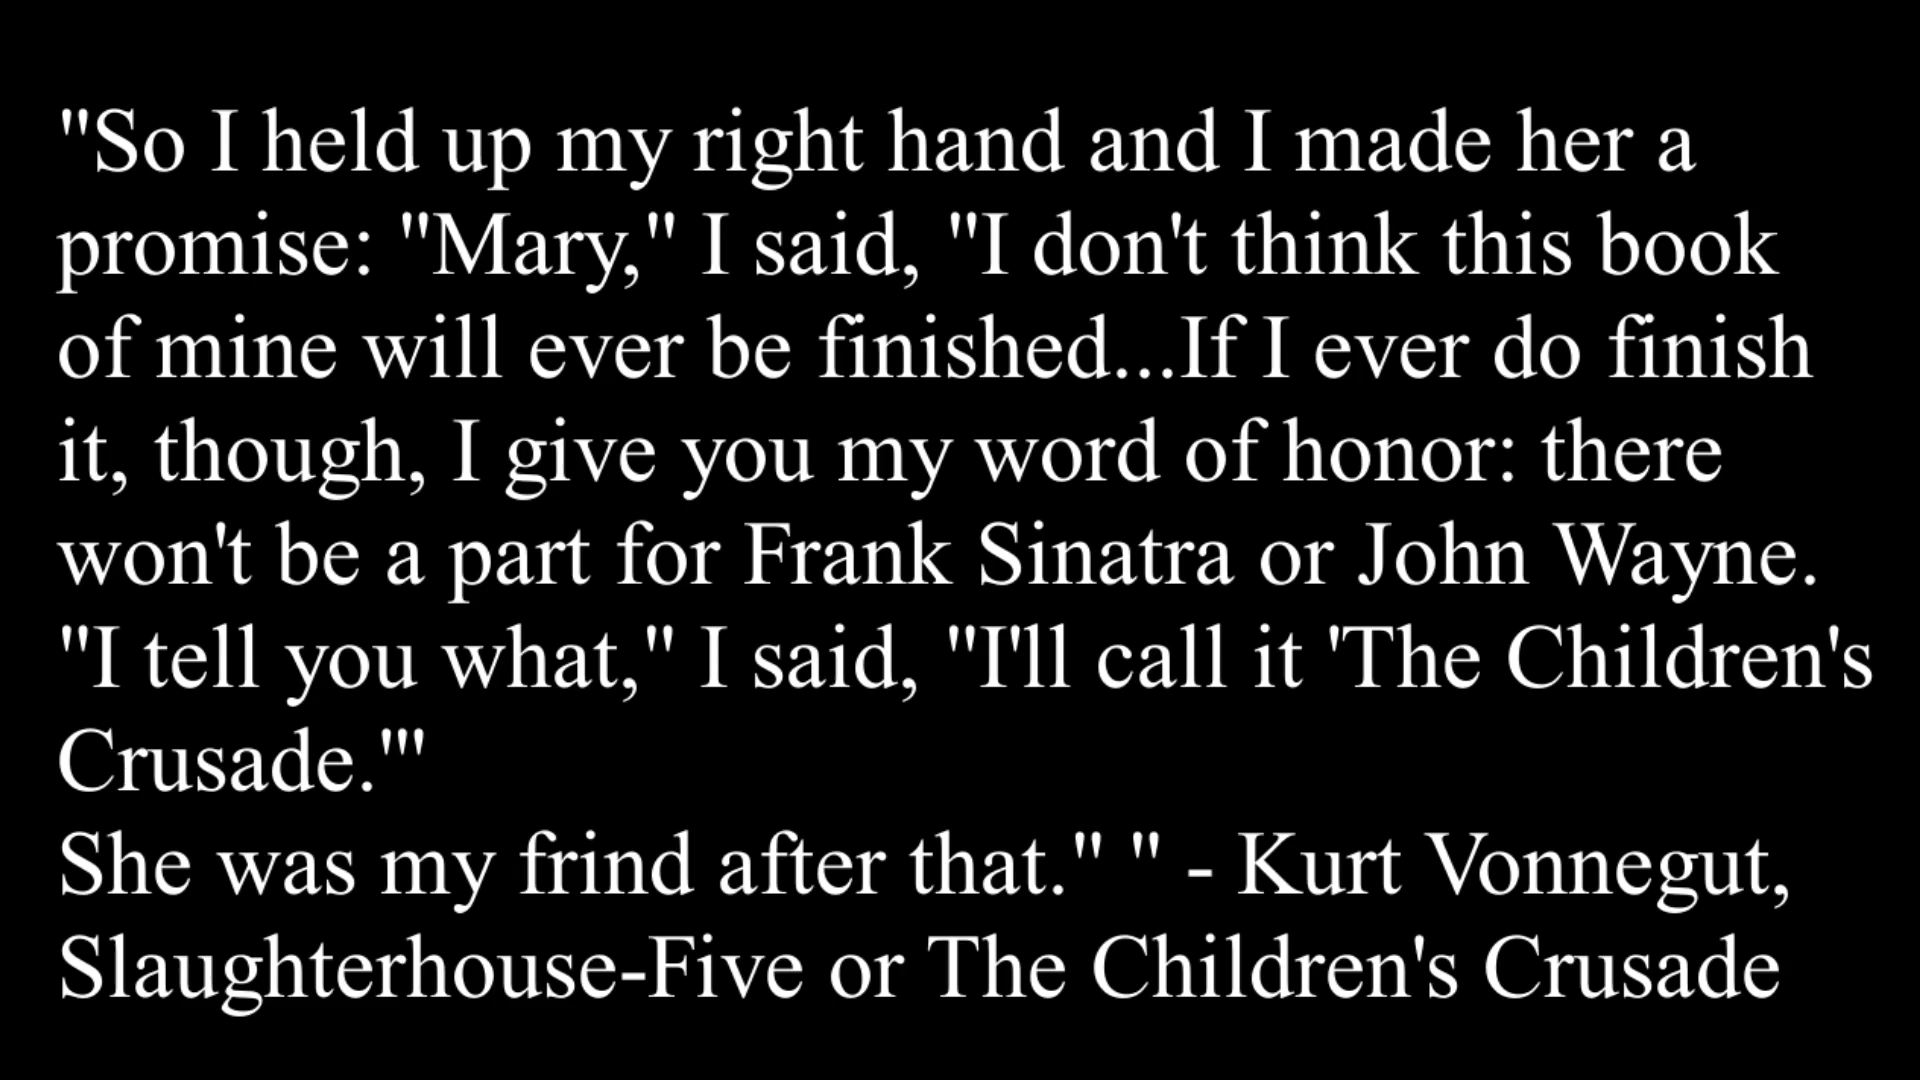 "So I held up my right hand and I made her a
promise: "Mary," I said, "I don't think this book
of mine will ever be finished...If I ever do finish
it, though, I give you my word of honor: there
won't be a part for Frank Sinatra or John Wayne.
"I tell you what," I said, "I'll call it 'The Children's
Crusade.'"
She was my frind after that." " - Kurt Vonnegut,
Slaughterhouse-Five or The Children's Crusade